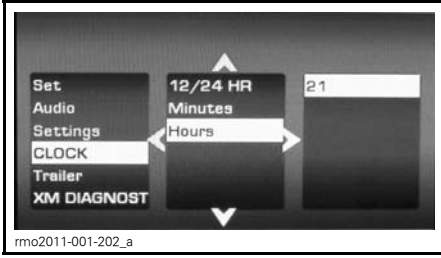 Set
Audio
Settings
CLOCK
Trailer
XM DIAGNOST
12/24 HR
Minutes
Hours
21
rmo2011-001-202_a